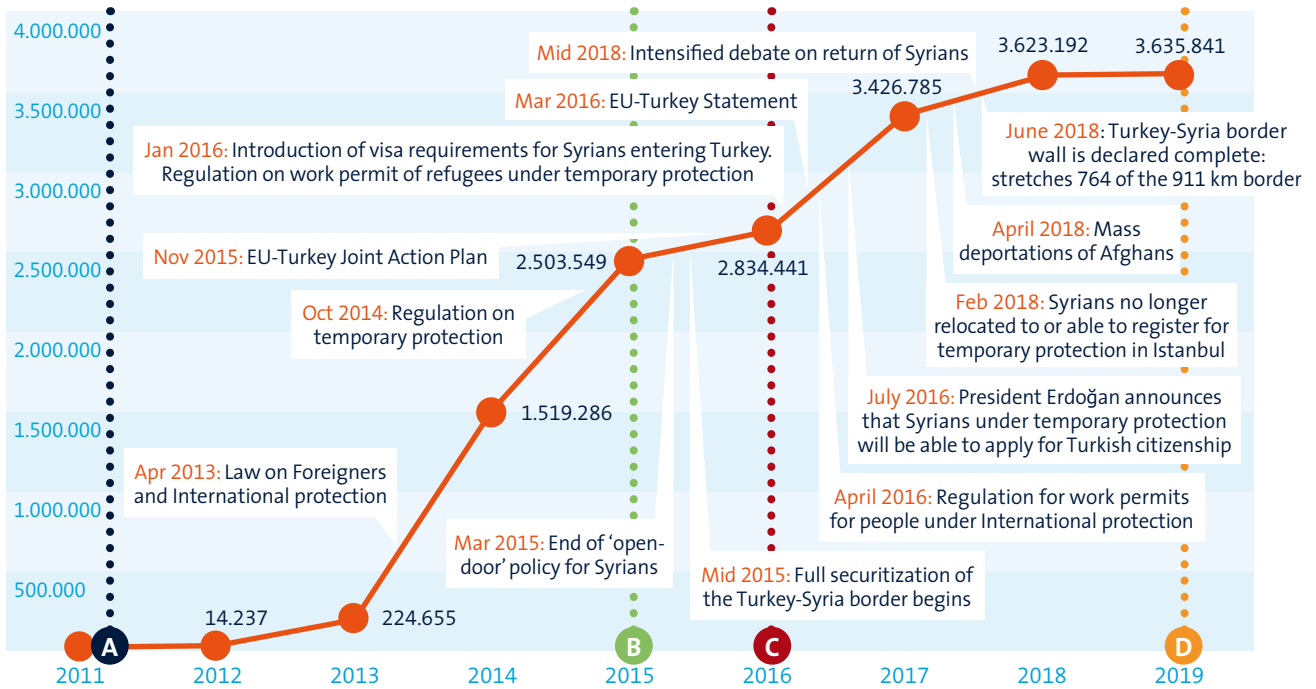 4.000.000
3.500.000
3.000.000
2.500.000
2.000.000
1.500.000
1.000.000
500.000
Mid 2018: Intensified debate on return of Syrians
Mar 2016: EU-Turkey Statement
Jan 2016: Introduction of visa requirements for Syrians entering Turkey.
Regulation on work permit of refugees under temporary protection
Nov 2015: EU-Turkey Joint Action Plan
Oct 2014: Regulation on
temporary protection
Apr 2013: Law on Foreigners
and International protection
Mar 2015: End of ‘open-
door’ policy for Syrians
Mid 2015: Full securitization of
the Turkey-Syria border begins
April 2016: Regulation for work permits
for people under International protection
July 2016: President Erdoğan announces
that Syrians under temporary protection
will be able to apply for Turkish citizenship
Feb 2018: Syrians no longer
relocated to or able to register for
temporary protection in Istanbul
April 2018: Mass
deportations of Afghans
June 2018: Turkey-Syria border
wall is declared complete:
stretches 764 of the 911 km border
14.237
224.655
1.519.286
2.503.549
2.834.441
3.426.785
3.623.192
3.635.841
A
B
C
D
2011
2012
2013
2014
2015
2016
2017
2018
2019